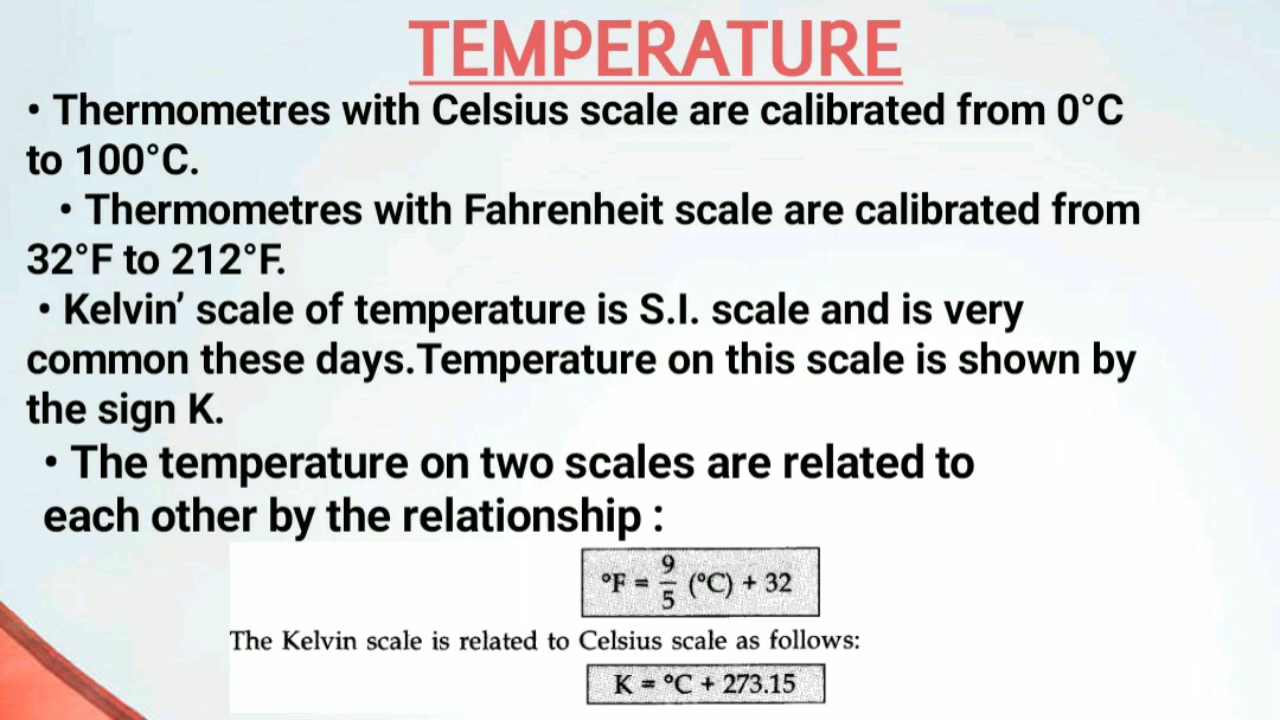 TEMPERATURE
• Thermometres with Celsius scale are calibrated from 0°C
to 100°C.
• Thermometres with Fahrenheit scale are calibrated from
32°F to 212°F.
• Kelvin’ scale of temperature is S.I. scale and is very
common these days.Temperature on this scale is shown by
the sign K.
• The temperature on two scales are related to
each other by the relationship :
°F = 9/5 (°C) + 32
The Kelvin scale is related to Celsius scale as follows:
K = °C + 273.15